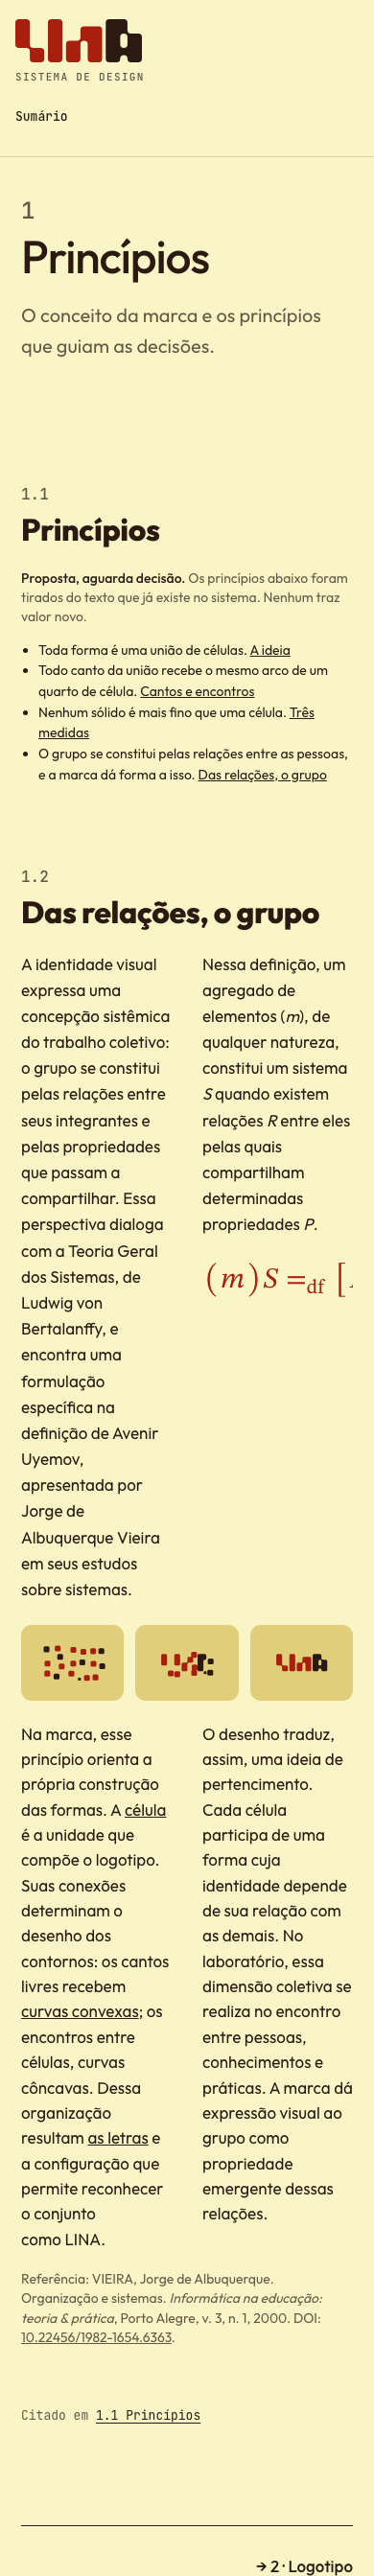 LINA
SISTEMA DE DESIGN
Sumário
1
Princípios
O conceito da marca e os princípios
que guiam as decisões.
1.1
Princípios
Proposta, aguarda decisão. Os princípios abaixo foram
tirados do texto que já existe no sistema. Nenhum traz
valor novo.
• Toda forma é uma união de células. A ideia
• Todo canto da união recebe o mesmo arco de um
quarto de célula. Cantos e encontros
• Nenhum sólido é mais fino que uma célula. Três
medidas
• O grupo se constitui pelas relações entre as pessoas,
e a marca dá forma a isso. Das relações, o grupo
1.2
Das relações, o grupo
A identidade visual
expressa uma
concepção sistêmica
do trabalho coletivo:
o grupo se constitui
pelas relações entre
seus integrantes e
pelas propriedades
que passam a
compartilhar. Essa
perspectiva dialoga
com a Teoria Geral
dos Sistemas, de
Ludwig von
Bertalanffy, e
encontra uma
formulação
específica na
definição de Avenir
Uyemov,
apresentada por
Jorge de
Albuquerque Vieira
em seus estudos
sobre sistemas.
Nessa definição, um
agregado de
elementos (m), de
qualquer natureza,
constitui um sistema
S quando existem
relações R entre eles
pelas quais
compartilham
determinadas
propriedades P.
(m)S =df [
LINA
Na marca, esse
princípio orienta a
própria construção
das formas. A célula
é a unidade que
compõe o logotipo.
Suas conexões
determinam o
desenho dos
contornos: os cantos
livres recebem
curvas convexas; os
encontros entre
células, curvas
côncavas. Dessa
organização
resultam as letras e
a configuração que
permite reconhecer
o conjunto
como LINA.
O desenho traduz,
assim, uma ideia de
pertencimento.
Cada célula
participa de uma
forma cuja
identidade depende
de sua relação com
as demais. No
laboratório, essa
dimensão coletiva se
realiza no encontro
entre pessoas,
conhecimentos e
práticas. A marca dá
expressão visual ao
grupo como
propriedade
emergente dessas
relações.
Referência: VIEIRA, Jorge de Albuquerque.
Organização e sistemas. Informática na educação:
teoria & prática, Porto Alegre, v. 3, n. 1, 2000. DOI:
10.22456/1982-1654.6363.
Citado em 1.1 Princípios
→ 2 · Logotipo